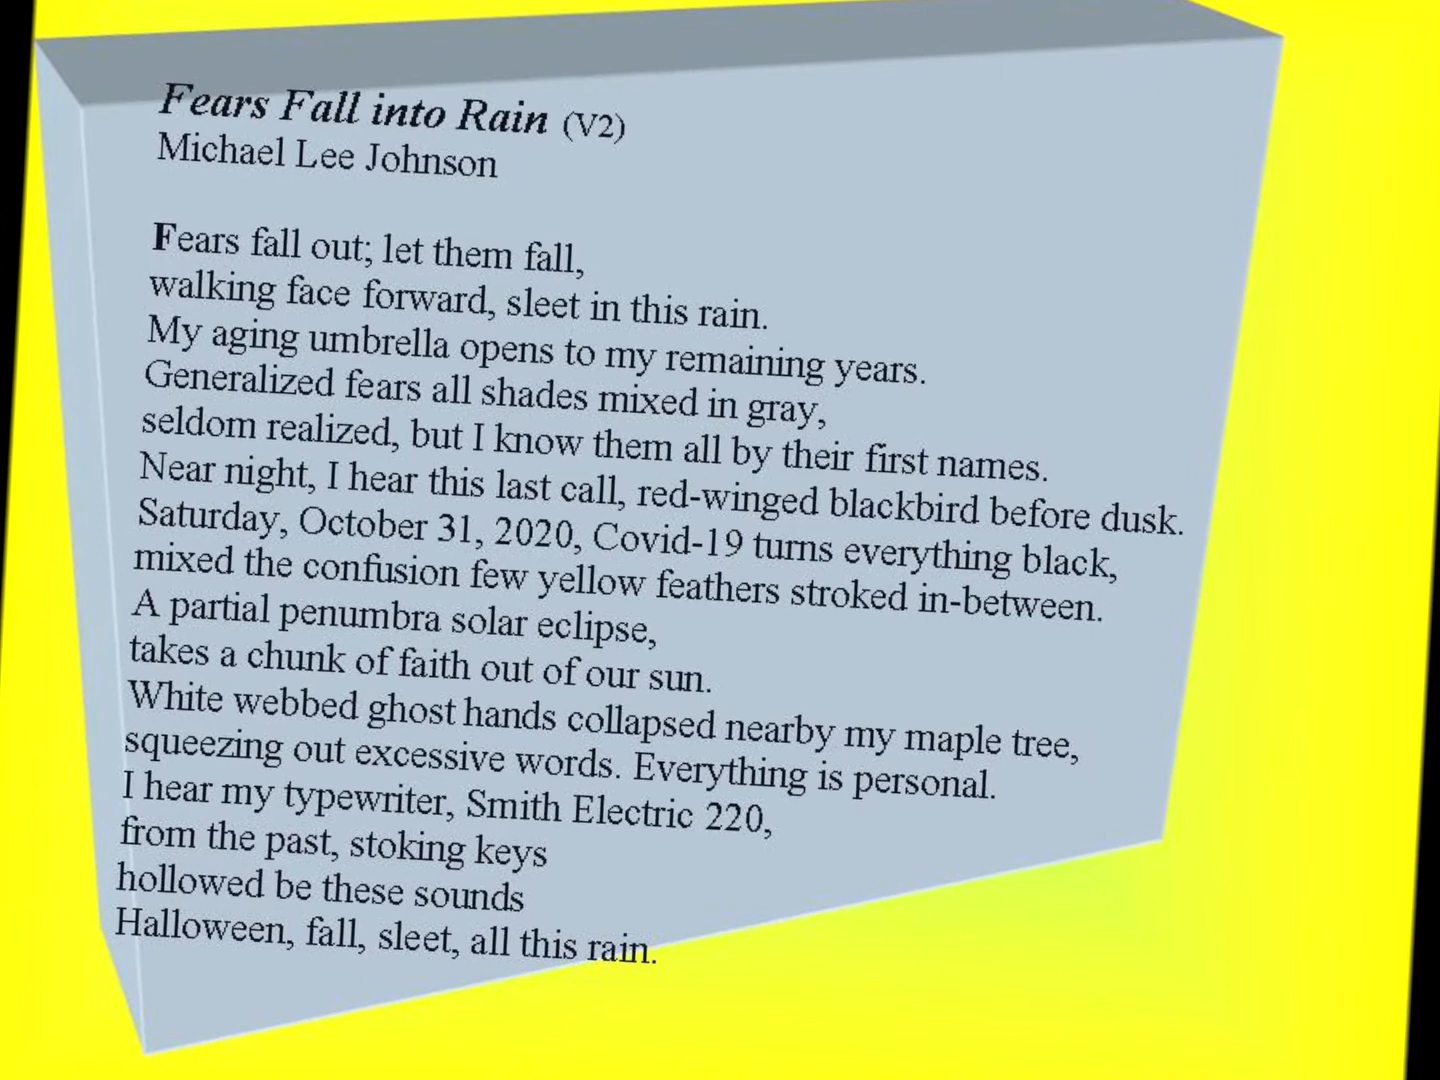 Fears Fall into Rain (V2)
Michael Lee Johnson
Fears fall out; let them fall,
walking face forward, sleet in this rain.
My aging umbrella opens to my remaining years.
Generalized fears all shades mixed in gray,
seldom realized, but I know them all by their first names.
Near night, I hear this last call, red-winged blackbird before dusk.
Saturday, October 31, 2020, Covid-19 turns everything black,
mixed the confusion few yellow feathers stroked in-between.
A partial penumbra solar eclipse,
takes a chunk of faith out of our sun.
White webbed ghost hands collapsed nearby my maple tree,
squeezing out excessive words. Everything is personal.
I hear my typewriter, Smith Electric 220,
from the past, stoking keys
hollowed be these sounds
Halloween, fall, sleet, all this rain.